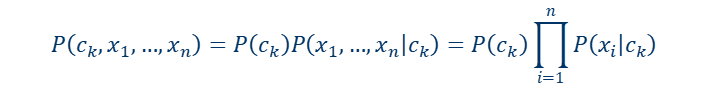 P(c_k, x_1, …, x_n) = P(c_k)P(x_1, …, x_n|c_k) = P(c_k) ∏_{i=1}^{n} P(x_i|c_k)